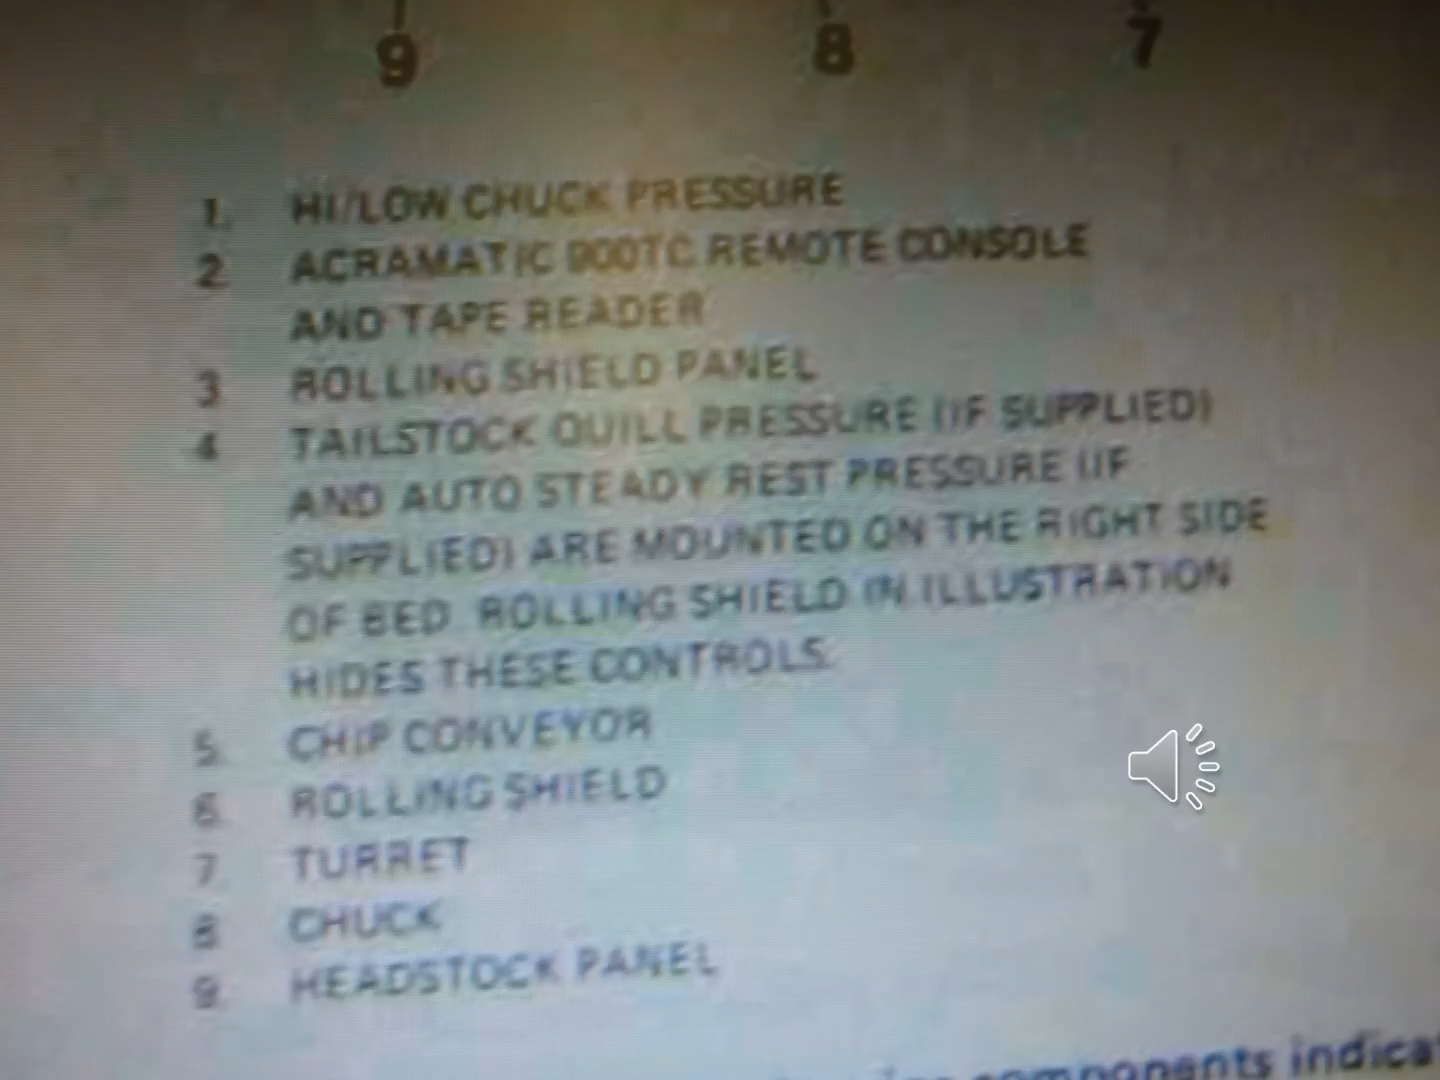 9 8 7
1. HI/LOW CHUCK PRESSURE
2. ACRAMATIC 900TC REMOTE CONSOLE
AND TAPE READER
3 ROLLING SHIELD PANEL
4 TAILSTOCK QUILL PRESSURE (IF SUPPLIED)
AND AUTO STEADY REST PRESSURE (IF
SUPPLIED) ARE MOUNTED ON THE RIGHT SIDE
OF BED. ROLLING SHIELD IN ILLUSTRATION
HIDES THESE CONTROLS.
5. CHIP CONVEYOR
6. ROLLING SHIELD
7. TURRET
8 CHUCK
9. HEADSTOCK PANEL
components